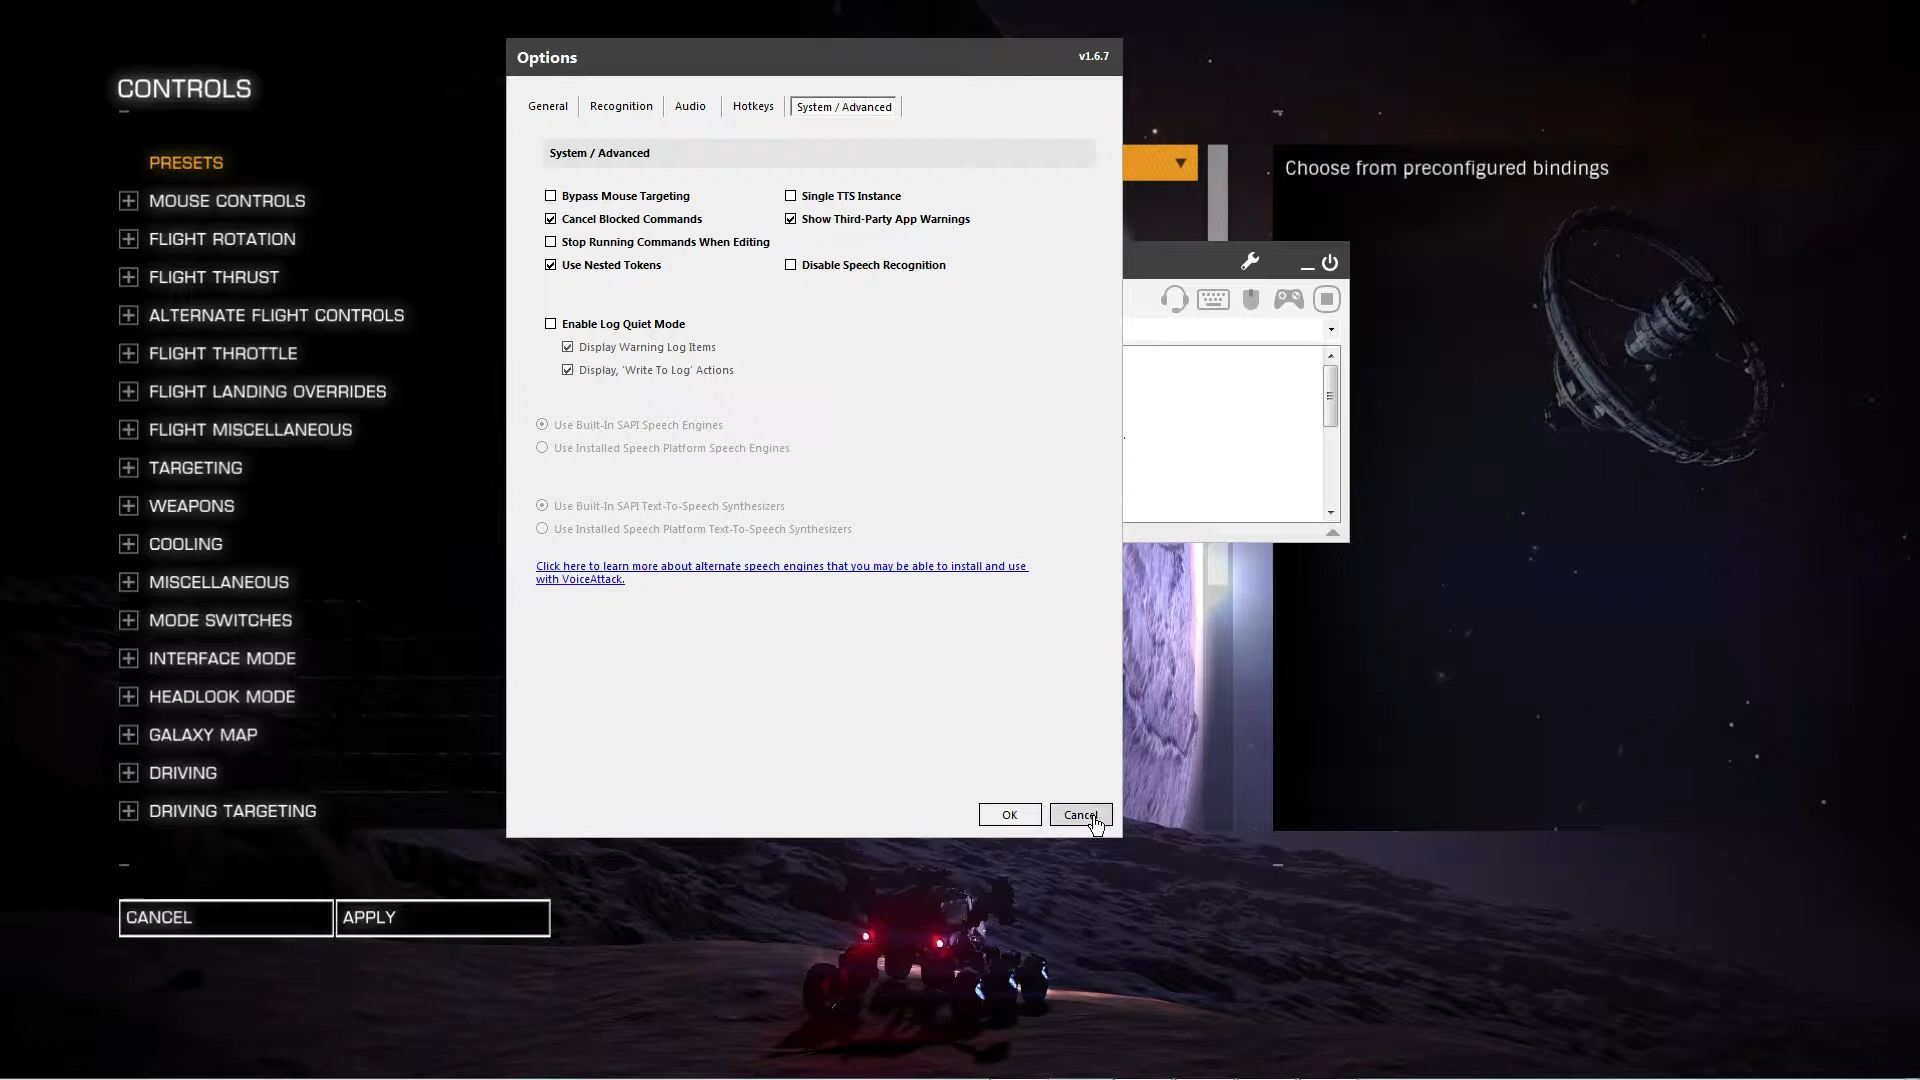 CONTROLS
PRESETS
MOUSE CONTROLS
FLIGHT ROTATION
FLIGHT THRUST
ALTERNATE FLIGHT CONTROLS
FLIGHT THROTTLE
FLIGHT LANDING OVERRIDES
FLIGHT MISCELLANEOUS
TARGETING
WEAPONS
COOLING
MISCELLANEOUS
MODE SWITCHES
INTERFACE MODE
HEADLOOK MODE
GALAXY MAP
DRIVING
DRIVING TARGETING
CANCEL
APPLY
Options
v1.6.7
General
Recognition
Audio
Hotkeys
System / Advanced
System / Advanced
Bypass Mouse Targeting
Single TTS Instance
Cancel Blocked Commands
Show Third-Party App Warnings
Stop Running Commands When Editing
Use Nested Tokens
Disable Speech Recognition
Enable Log Quiet Mode
Display Warning Log Items
Display, 'Write To Log' Actions
Use Built-In SAPI Speech Engines
Use Installed Speech Platform Speech Engines
Use Built-In SAPI Text-To-Speech Synthesizers
Use Installed Speech Platform Text-To-Speech Synthesizers
Click here to learn more about alternate speech engines that you may be able to install and use
with VoiceAttack.
OK
Cancel
Choose from preconfigured bindings